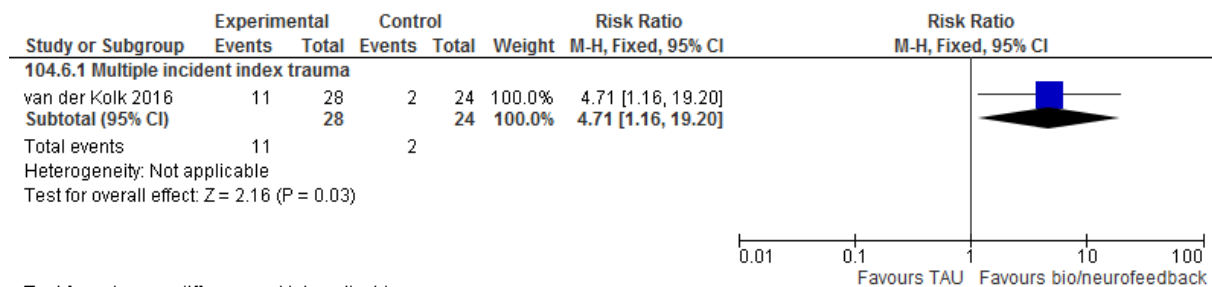 Experimental Control Risk Ratio Risk Ratio
Study or Subgroup Events Total Events Total Weight M-H, Fixed, 95% CI M-H, Fixed, 95% CI
104.6.1 Multiple incident index trauma
van der Kolk 2016 11 28 2 24 100.0% 4.71 [1.16, 19.20]
Subtotal (95% CI) 28 24 100.0% 4.71 [1.16, 19.20]
Total events 11 2
Heterogeneity: Not applicable
Test for overall effect: Z = 2.16 (P = 0.03)
0.01 0.1 1 10 100
Favours TAU Favours bio/neurofeedback